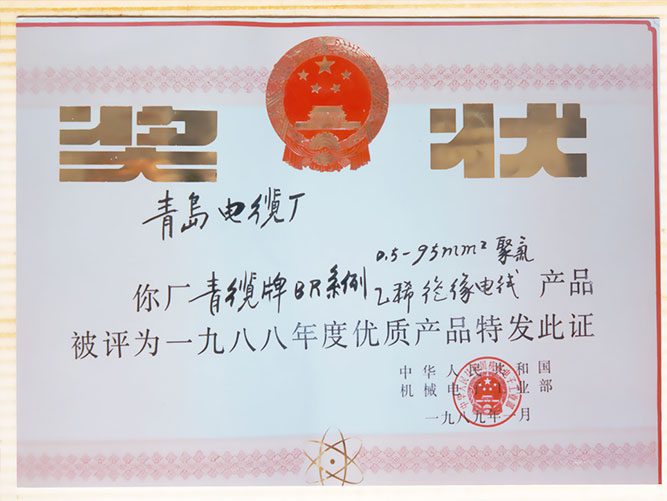 奖状
青岛电缆厂
0.5-95mm² 聚氯
你厂青缆牌BR系列乙稀绝缘电线产品
被评为一九八八年度优质产品特发此证
中华人民共和国
机械电子工业部
一九八九年一月